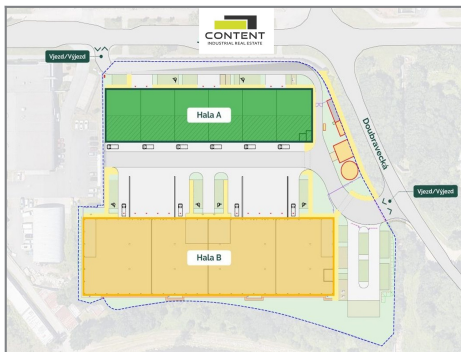 CONTENT
INDUSTRIAL REAL ESTATE
Vjezd/Výjezd
Hala A
Doubravecká
Vjezd/Výjezd
Hala B